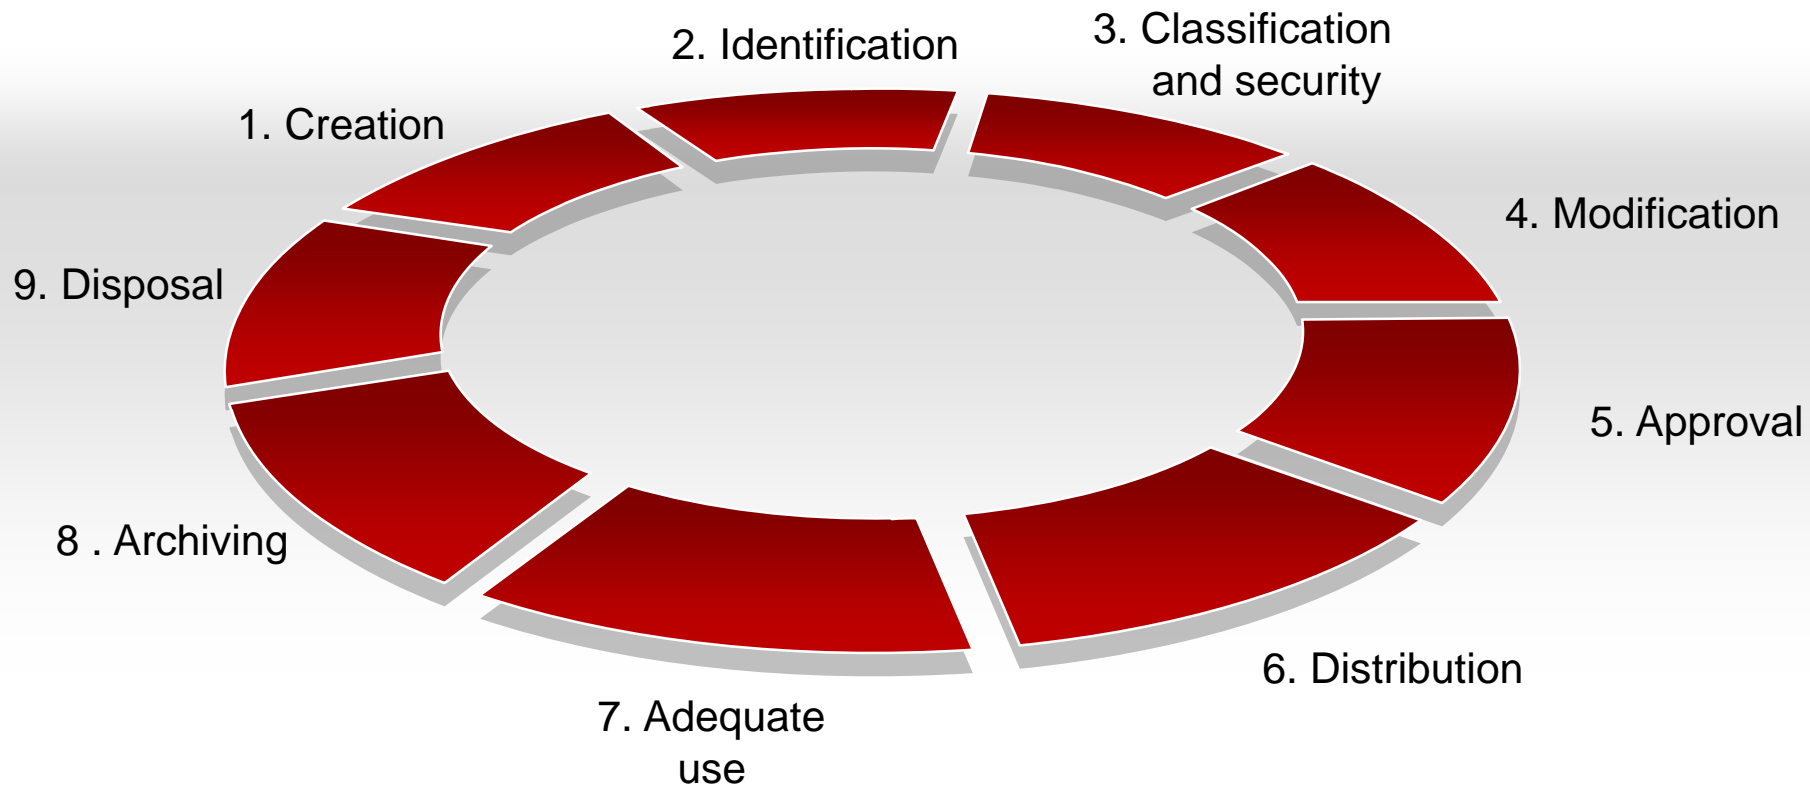 1. Creation
2. Identification
3. Classification
and security
4. Modification
5. Approval
6. Distribution
7. Adequate
use
8 . Archiving
9. Disposal